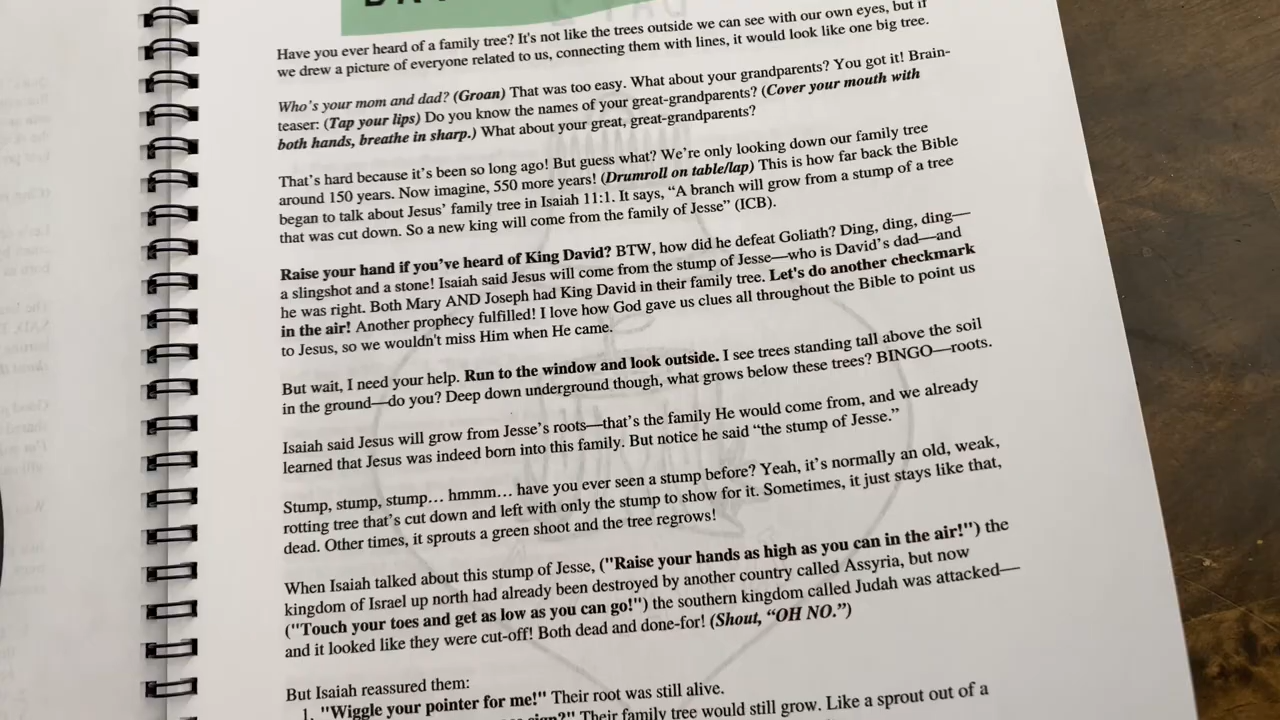 Have you ever heard of a family tree? It's not like the trees outside we can see with our own eyes, but if
we drew a picture of everyone related to us, connecting them with lines, it would look like one big tree.
Who's your mom and dad? (Groan) That was too easy. What about your grandparents? You got it! Brain-
teaser: (Tap your lips) Do you know the names of your great-grandparents? (Cover your mouth with
both hands, breathe in sharp.) What about your great, great-grandparents?
That's hard because it's been so long ago! But guess what? We're only looking down our family tree
around 150 years. Now imagine, 550 more years! (Drumroll on table/lap) This is how far back the Bible
began to talk about Jesus' family tree in Isaiah 11:1. It says, “A branch will grow from a stump of a tree
that was cut down. So a new king will come from the family of Jesse” (ICB).
Raise your hand if you've heard of King David? BTW, how did he defeat Goliath? Ding, ding, ding—
a slingshot and a stone! Isaiah said Jesus will come from the stump of Jesse—who is David's dad—and
he was right. Both Mary AND Joseph had King David in their family tree. Let's do another checkmark
in the air! Another prophecy fulfilled! I love how God gave us clues all throughout the Bible to point us
to Jesus, so we wouldn't miss Him when He came.
But wait, I need your help. Run to the window and look outside. I see trees standing tall above the soil
in the ground—do you? Deep down underground though, what grows below these trees? BINGO—roots.
Isaiah said Jesus will grow from Jesse's roots—that's the family He would come from, and we already
learned that Jesus was indeed born into this family. But notice he said “the stump of Jesse.”
Stump, stump, stump… hmmm… have you ever seen a stump before? Yeah, it's normally an old, weak,
rotting tree that's cut down and left with only the stump to show for it. Sometimes, it just stays like that,
dead. Other times, it sprouts a green shoot and the tree regrows!
When Isaiah talked about this stump of Jesse, ("Raise your hands as high as you can in the air!") the
kingdom of Israel up north had already been destroyed by another country called Assyria, but now
("Touch your toes and get as low as you can go!") the southern kingdom called Judah was attacked—
and it looked like they were cut-off! Both dead and done-for! (Shout, “OH NO.”)
But Isaiah reassured them:
1. "Wiggle your pointer for me!" Their root was still alive.
Their family tree would still grow. Like a sprout out of a